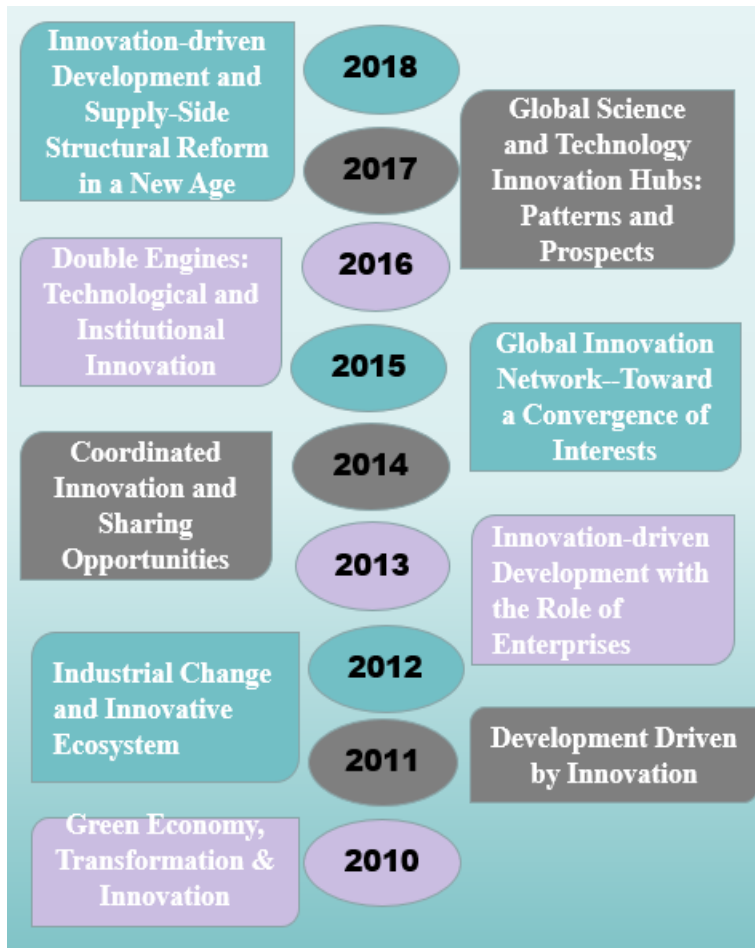 Innovation-driven
Development and
Supply-Side
Structural Reform
in a New Age
2018
2017
Global Science
and Technology
Innovation Hubs:
Patterns and
Prospects
Double Engines:
Technological and
Institutional
Innovation
2016
2015
Global Innovation
Network--Toward
a Convergence of
Interests
Coordinated
Innovation and
Sharing
Opportunities
2014
2013
Innovation-driven
Development with
the Role of
Enterprises
Industrial Change
and Innovative
Ecosystem
2012
2011
Development Driven
by Innovation
Green Economy,
Transformation &
Innovation
2010